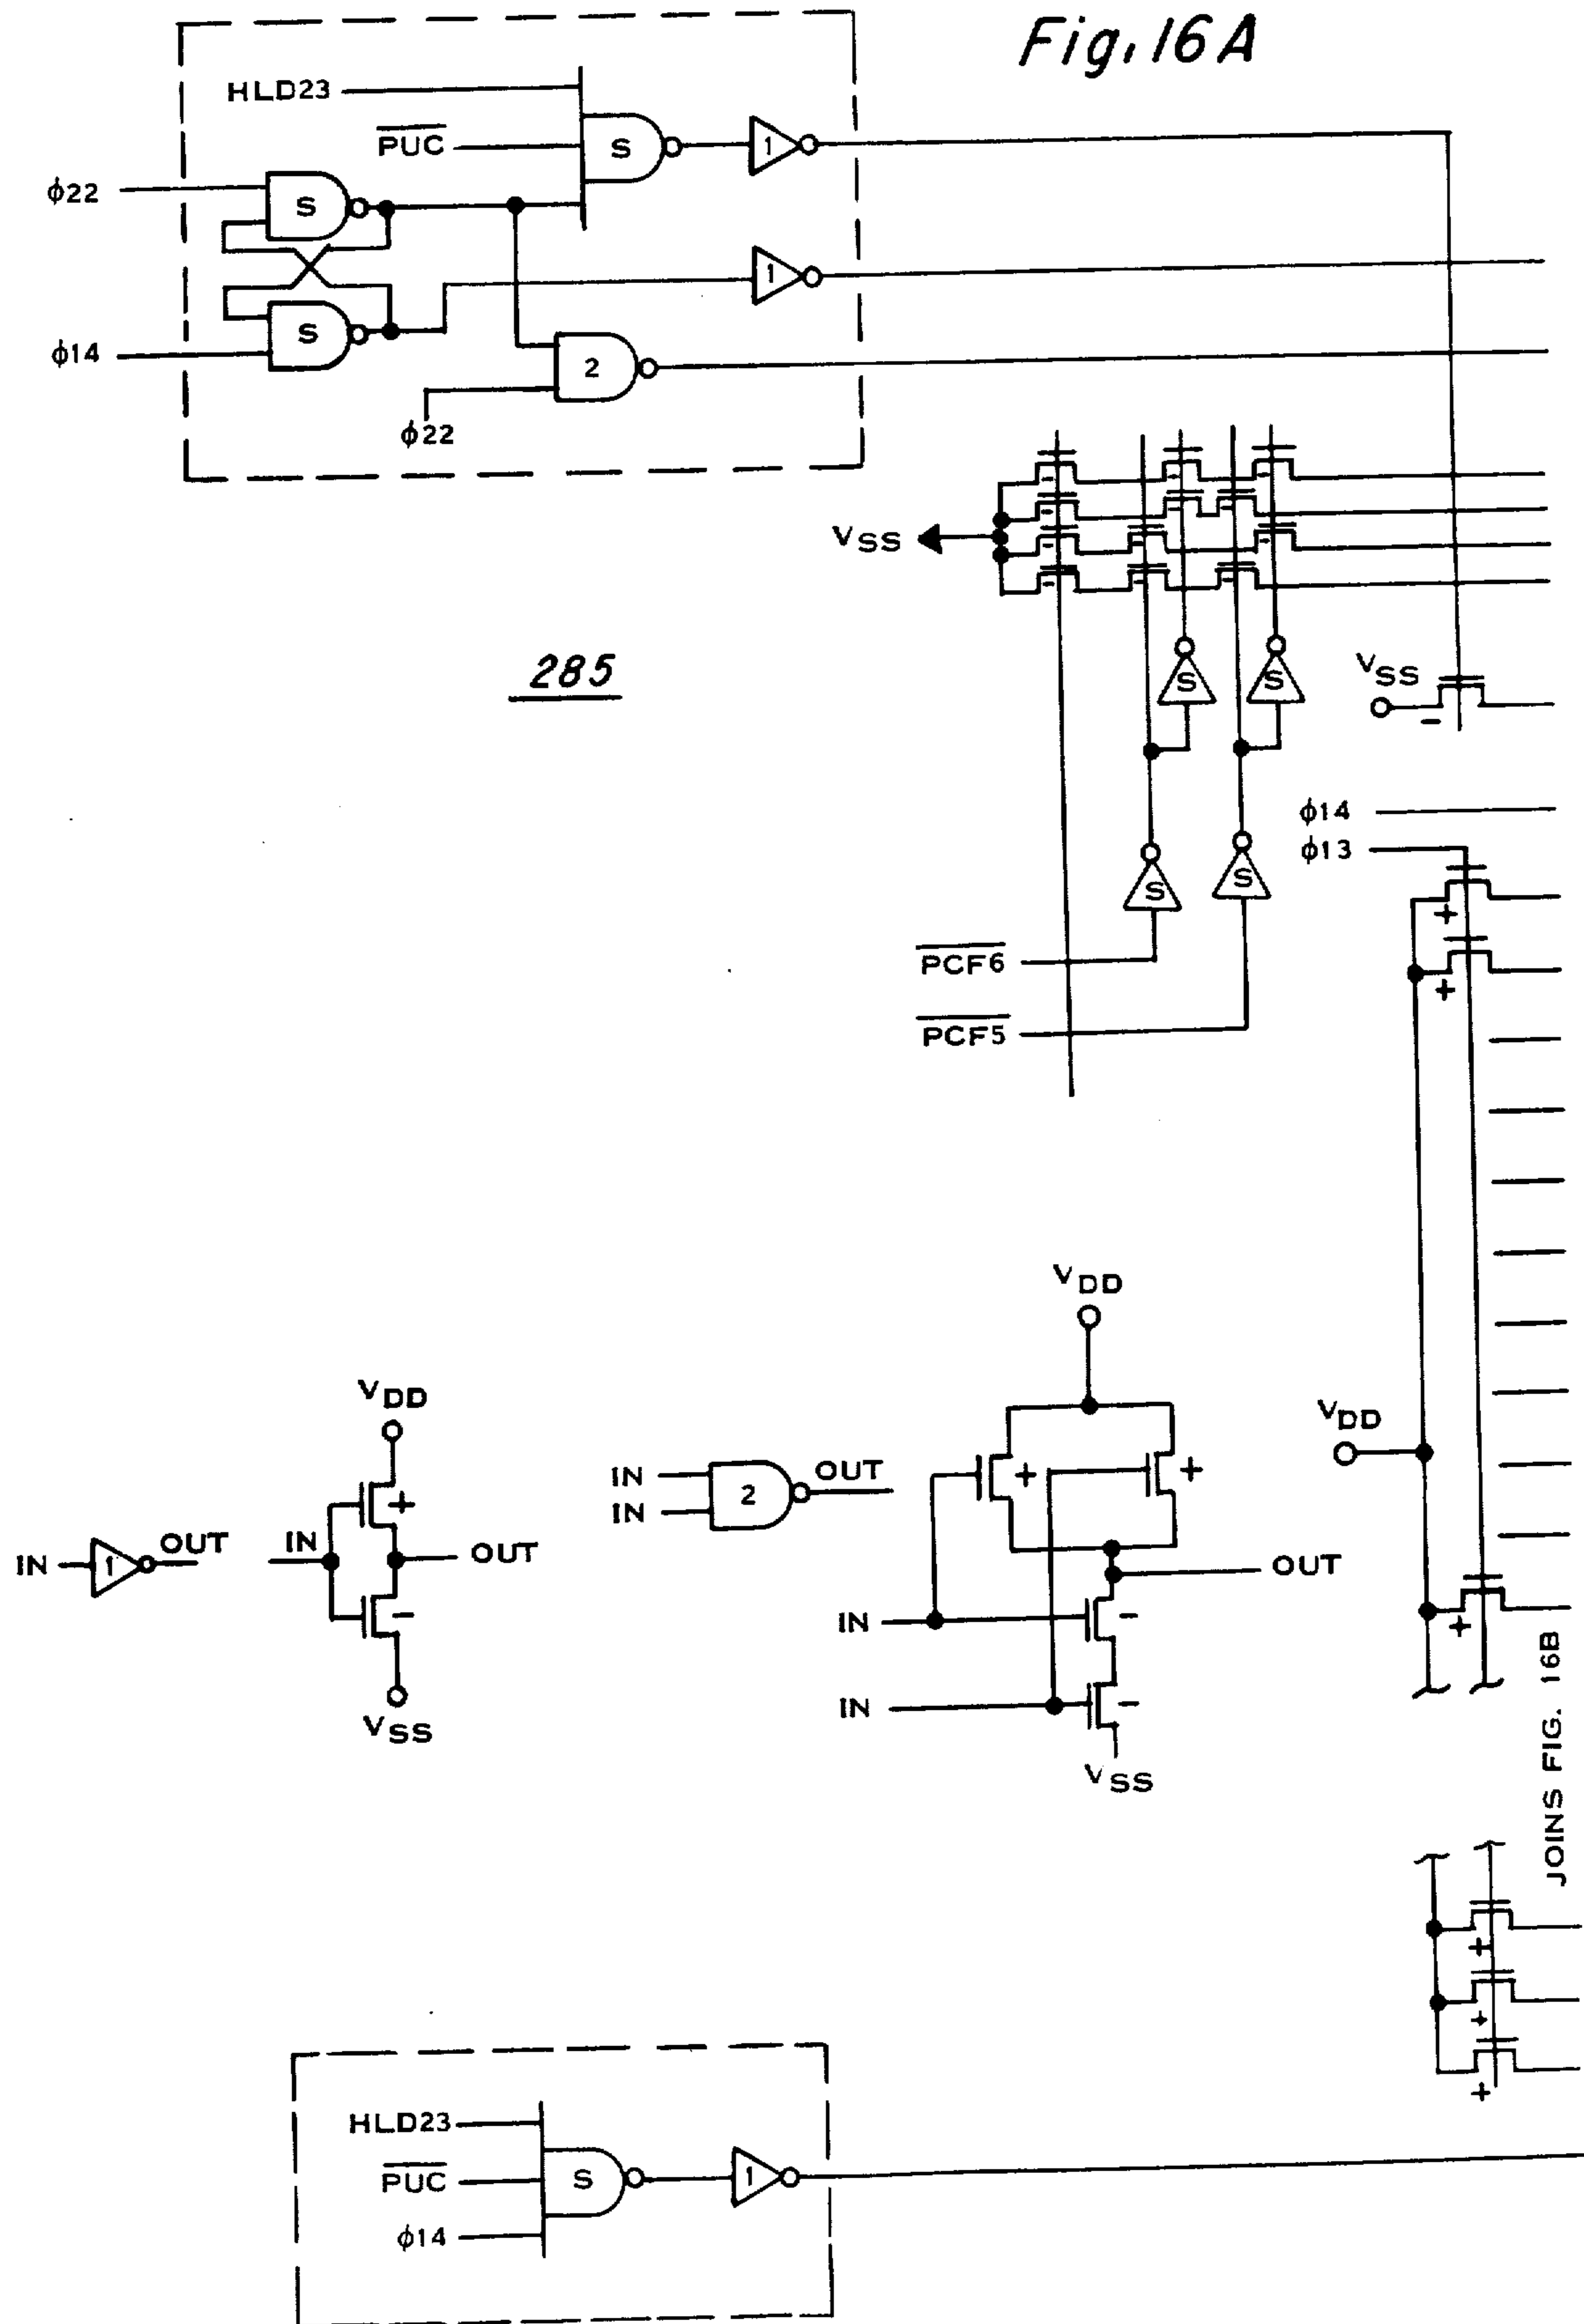 Fig. 16A
HLD23
PUC
S
1
φ22
S
1
S
φ14
2
φ22
VSS
285
S
S
VSS
φ14
φ13
S
S
+
PCF6
+
PCF5
VDD
VDD
VDD
+
IN
IN
2
OUT
+
+
IN
1
OUT
IN
OUT
-
OUT
IN
-
+
VSS
IN
-
VSS
JOINS FIG. 16B
+
+
+
HLD23
PUC
S
1
φ14